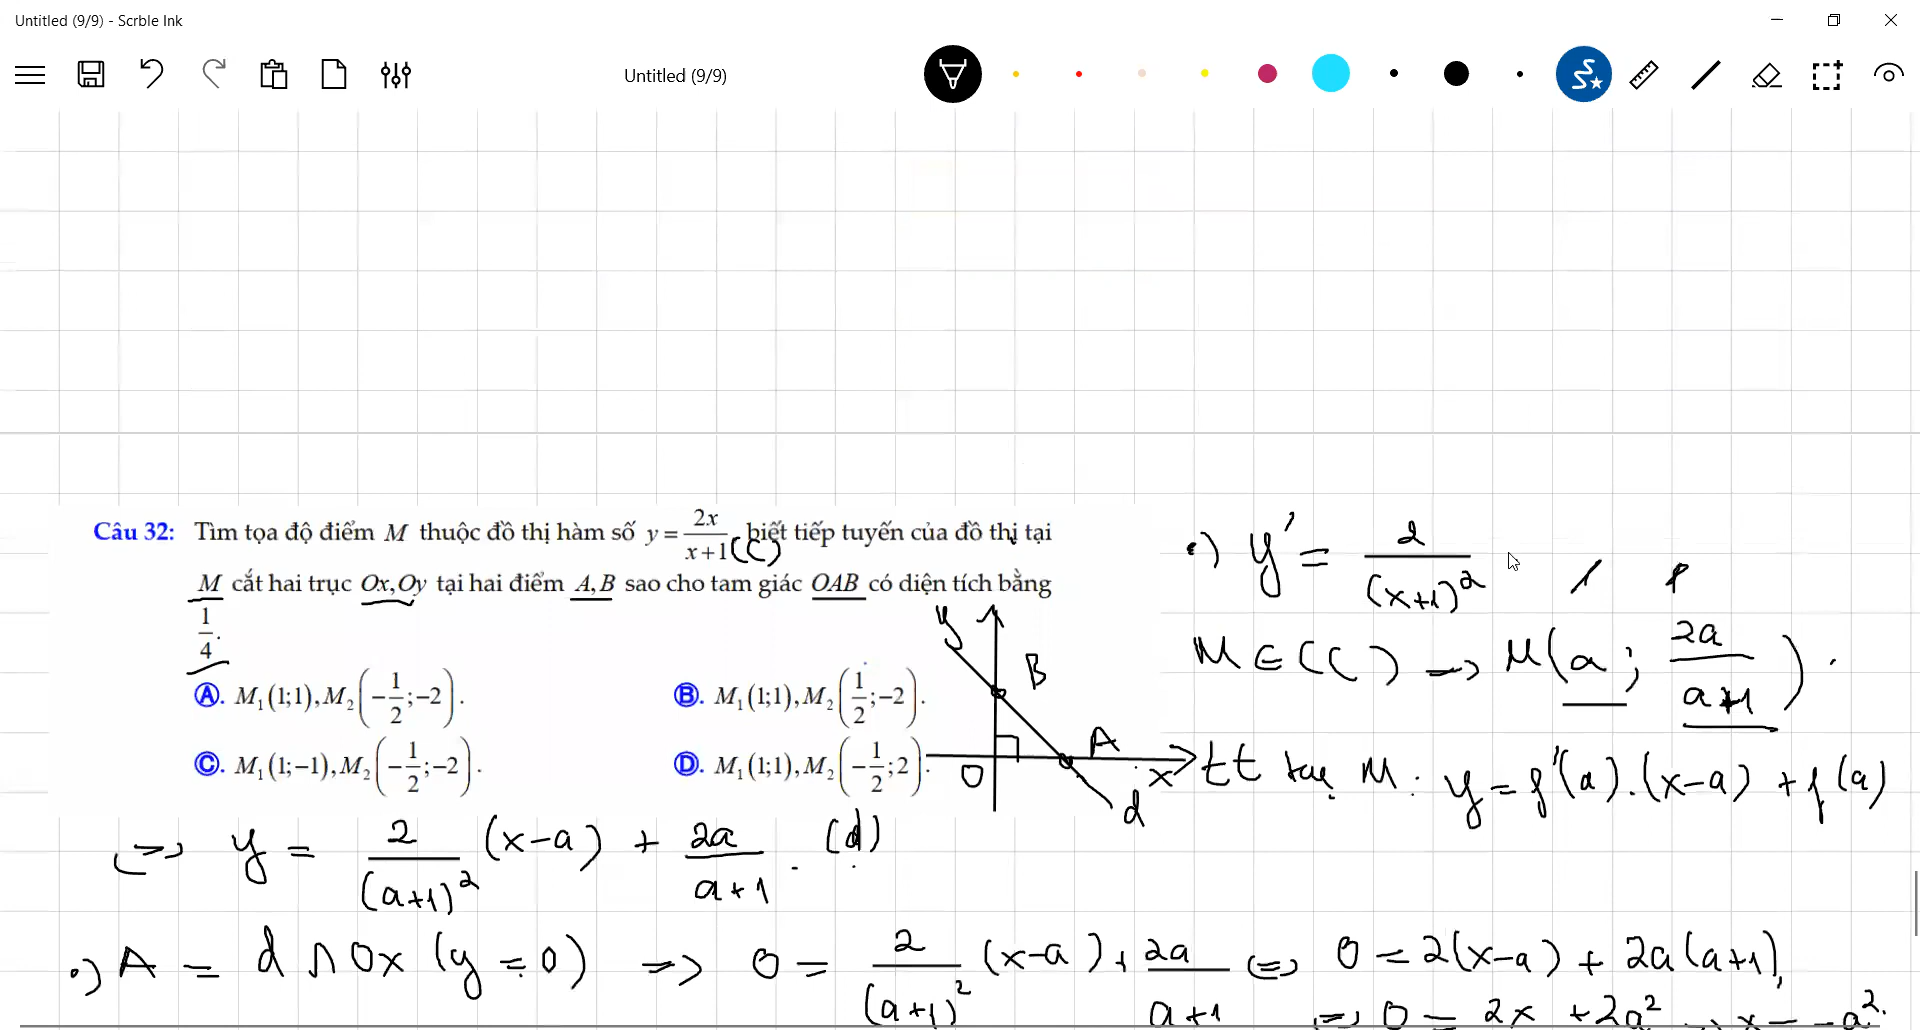 Untitled (9/9) - Scrble Ink
Untitled (9/9)
Câu 32: Tìm tọa độ điểm M thuộc đồ thị hàm số y = 2x/(x+1) (C), biết tiếp tuyến của đồ thị tại
M cắt hai trục Ox, Oy tại hai điểm A, B sao cho tam giác OAB có diện tích bằng
1/4.
A. M₁(1;1), M₂(-1/2;-2). B. M₁(1;1), M₂(1/2;-2).
C. M₁(1;-1), M₂(-1/2;-2). D. M₁(1;1), M₂(-1/2;2).
y
B
A
O
x
d
•) y' = 2/(x+1)²
M ∈ (C) → M(a; 2a/(a+1)).
tt tại M: y = f'(a).(x-a) + f(a)
<=> y = 2/(a+1)² (x-a) + 2a/(a+1). (d)
•) A = d ∩ Ox (y = 0) => 0 = 2/(a+1)² (x-a) + 2a/(a+1) <=> 0 = 2(x-a) + 2a(a+1)
<=> 0 = 2x + 2a² => x = -a².